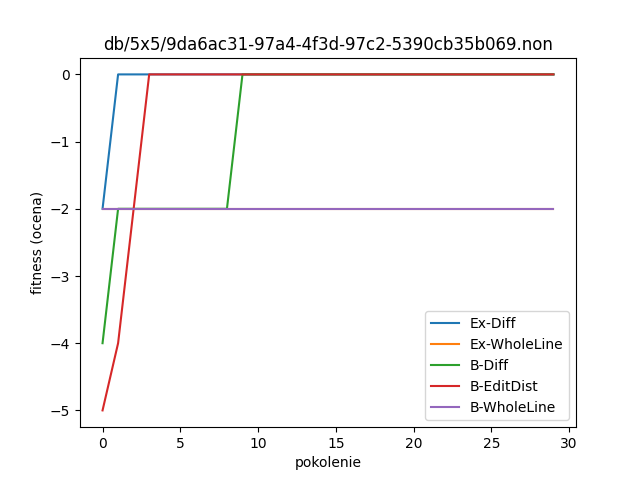 db/5x5/9da6ac31-97a4-4f3d-97c2-5390cb35b069.non
0
−1
−2
−3
−4
−5
fitness (ocena)
Ex-Diff
Ex-WholeLine
B-Diff
B-EditDist
B-WholeLine
0 5 10 15 20 25 30
pokolenie